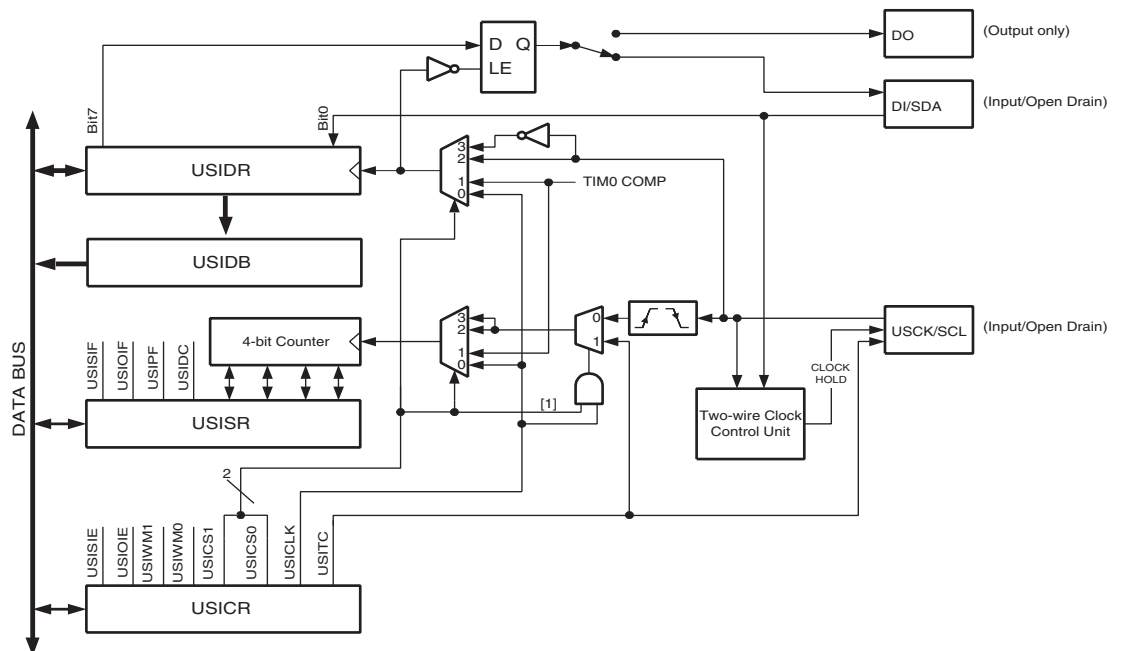 DO
(Output only)
D Q
LE
DI/SDA
(Input/Open Drain)
Bit7
Bit0
3
2
1
0
TIM0 COMP
USIDR
USIDB
3
2
1
0
0
1
USCK/SCL
(Input/Open Drain)
CLOCK
HOLD
4-bit Counter
USISIF
USIOIF
USIPF
USIDC
[1]
Two-wire Clock
Control Unit
USISR
DATA BUS
2
USISIE
USIOIE
USIWM1
USIWM0
USICS1
USICS0
USICLK
USITC
USICR